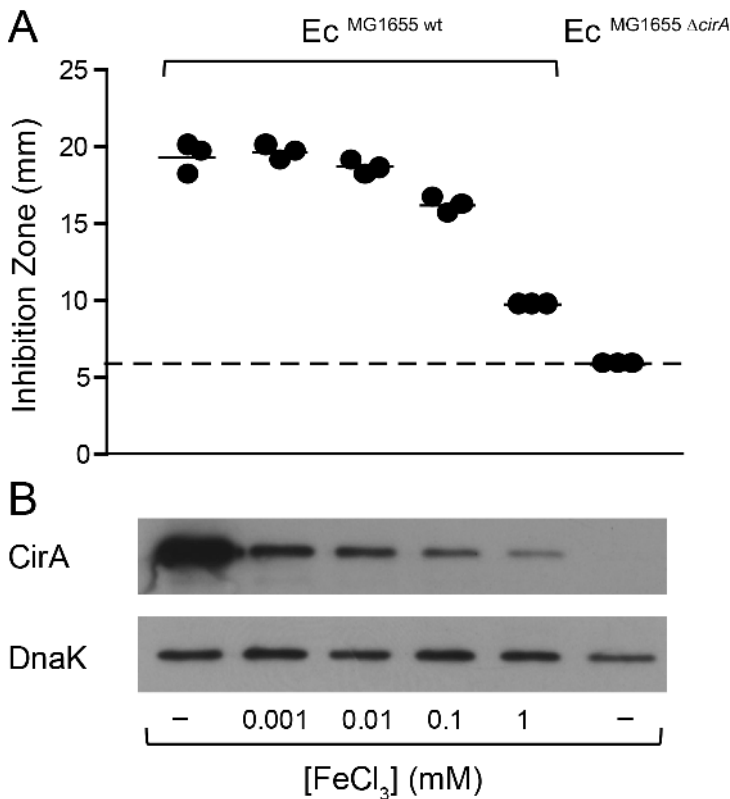 A
Ec MG1655 wt
Ec MG1655 ΔcirA
Inhibition Zone (mm)
25
20
15
10
5
0
B
CirA
DnaK
– 0.001 0.01 0.1 1 –
[FeCl3] (mM)